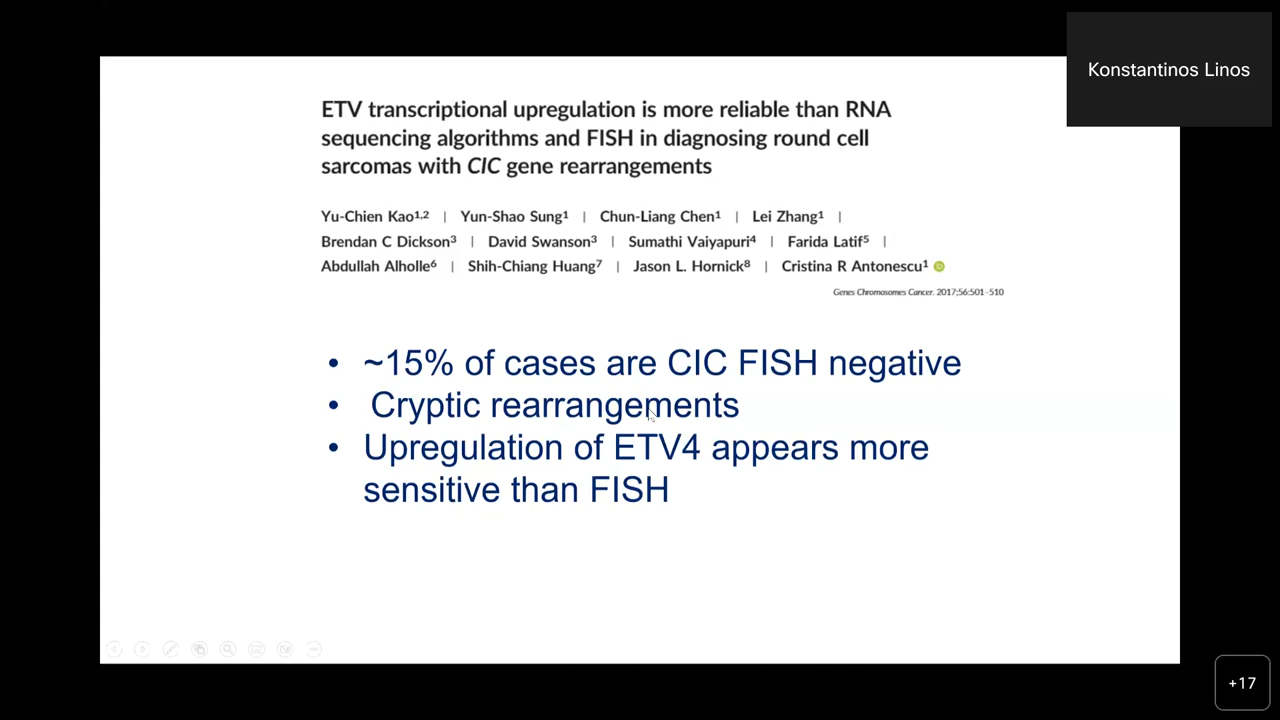 Konstantinos Linos
ETV transcriptional upregulation is more reliable than RNA
sequencing algorithms and FISH in diagnosing round cell
sarcomas with CIC gene rearrangements
Yu-Chien Kao1,2 | Yun-Shao Sung1 | Chun-Liang Chen1 | Lei Zhang1 |
Brendan C Dickson3 | David Swanson3 | Sumathi Vaiyapuri4 | Farida Latif5 |
Abdullah Alholle6 | Shih-Chiang Huang7 | Jason L. Hornick8 | Cristina R Antonescu1
Genes Chromosomes Cancer. 2017;56:501–510
• ~15% of cases are CIC FISH negative
• Cryptic rearrangements
• Upregulation of ETV4 appears more
sensitive than FISH
+17